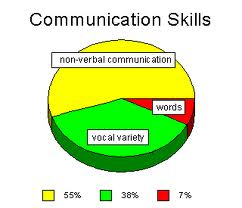 Communication Skills
non-verbal communication
words
vocal variety
55% 38% 7%